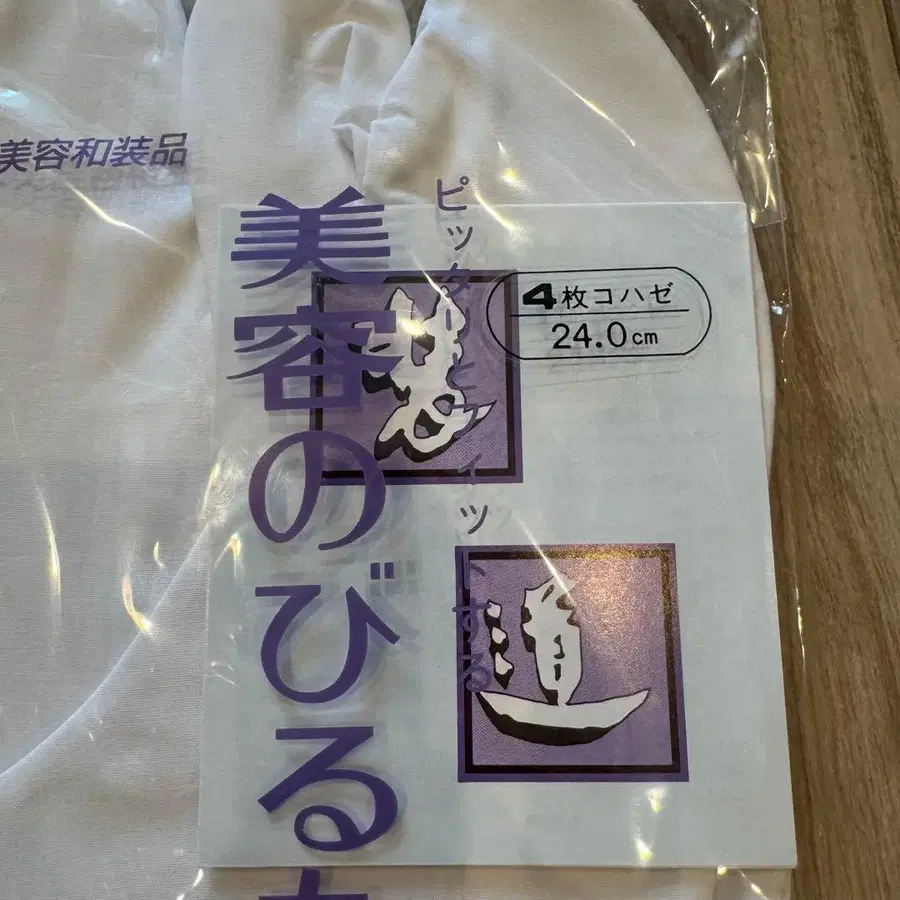 美容和装品
美容のびる
ピッタリとフィットする
4枚コハゼ
24.0cm
道